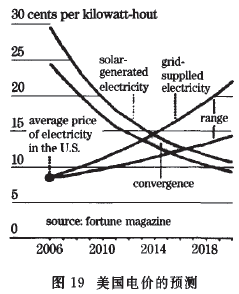 30 cents per kilowatt-hout
25
solar-
generated
electricity
grid-
supplled
electricity
20
average price
of electricity
in the U.S.
range
15
10
convergence
5
source: fortune magazine
0
2006
2010
2014
2018
图 19 美国电价的预测